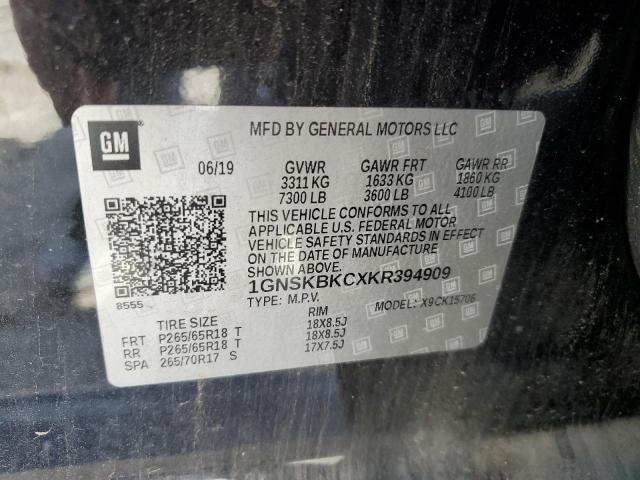 GM
MFD BY GENERAL MOTORS LLC
06/19 GVWR GAWR FRT GAWR RR
3311 KG 1633 KG 1860 KG
7300 LB 3600 LB 4100 LB
THIS VEHICLE CONFORMS TO ALL
APPLICABLE U.S. FEDERAL MOTOR
VEHICLE SAFETY STANDARDS IN EFFECT
ON THE DATE OF MANUFACTURE
SHOWN ABOVE.
8555
1GNSKBKCXKR394909
TYPE: M.P.V. MODEL: X9CK15706
TIRE SIZE RIM
FRT P265/65R18 T 18X8.5J
RR P265/65R18 T 18X8.5J
SPA 265/70R17 S 17X7.5J